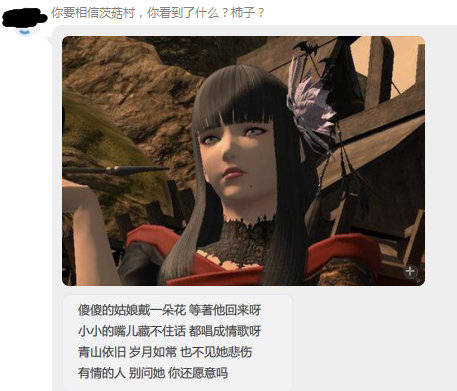 你要相信茨菇村，你看到了什么？柿子？
傻傻的姑娘戴一朵花 等著他回来呀
小小的嘴儿藏不住话 都唱成情歌呀
青山依旧 岁月如常 也不见她悲伤
有情的人 别问她 你还愿意吗